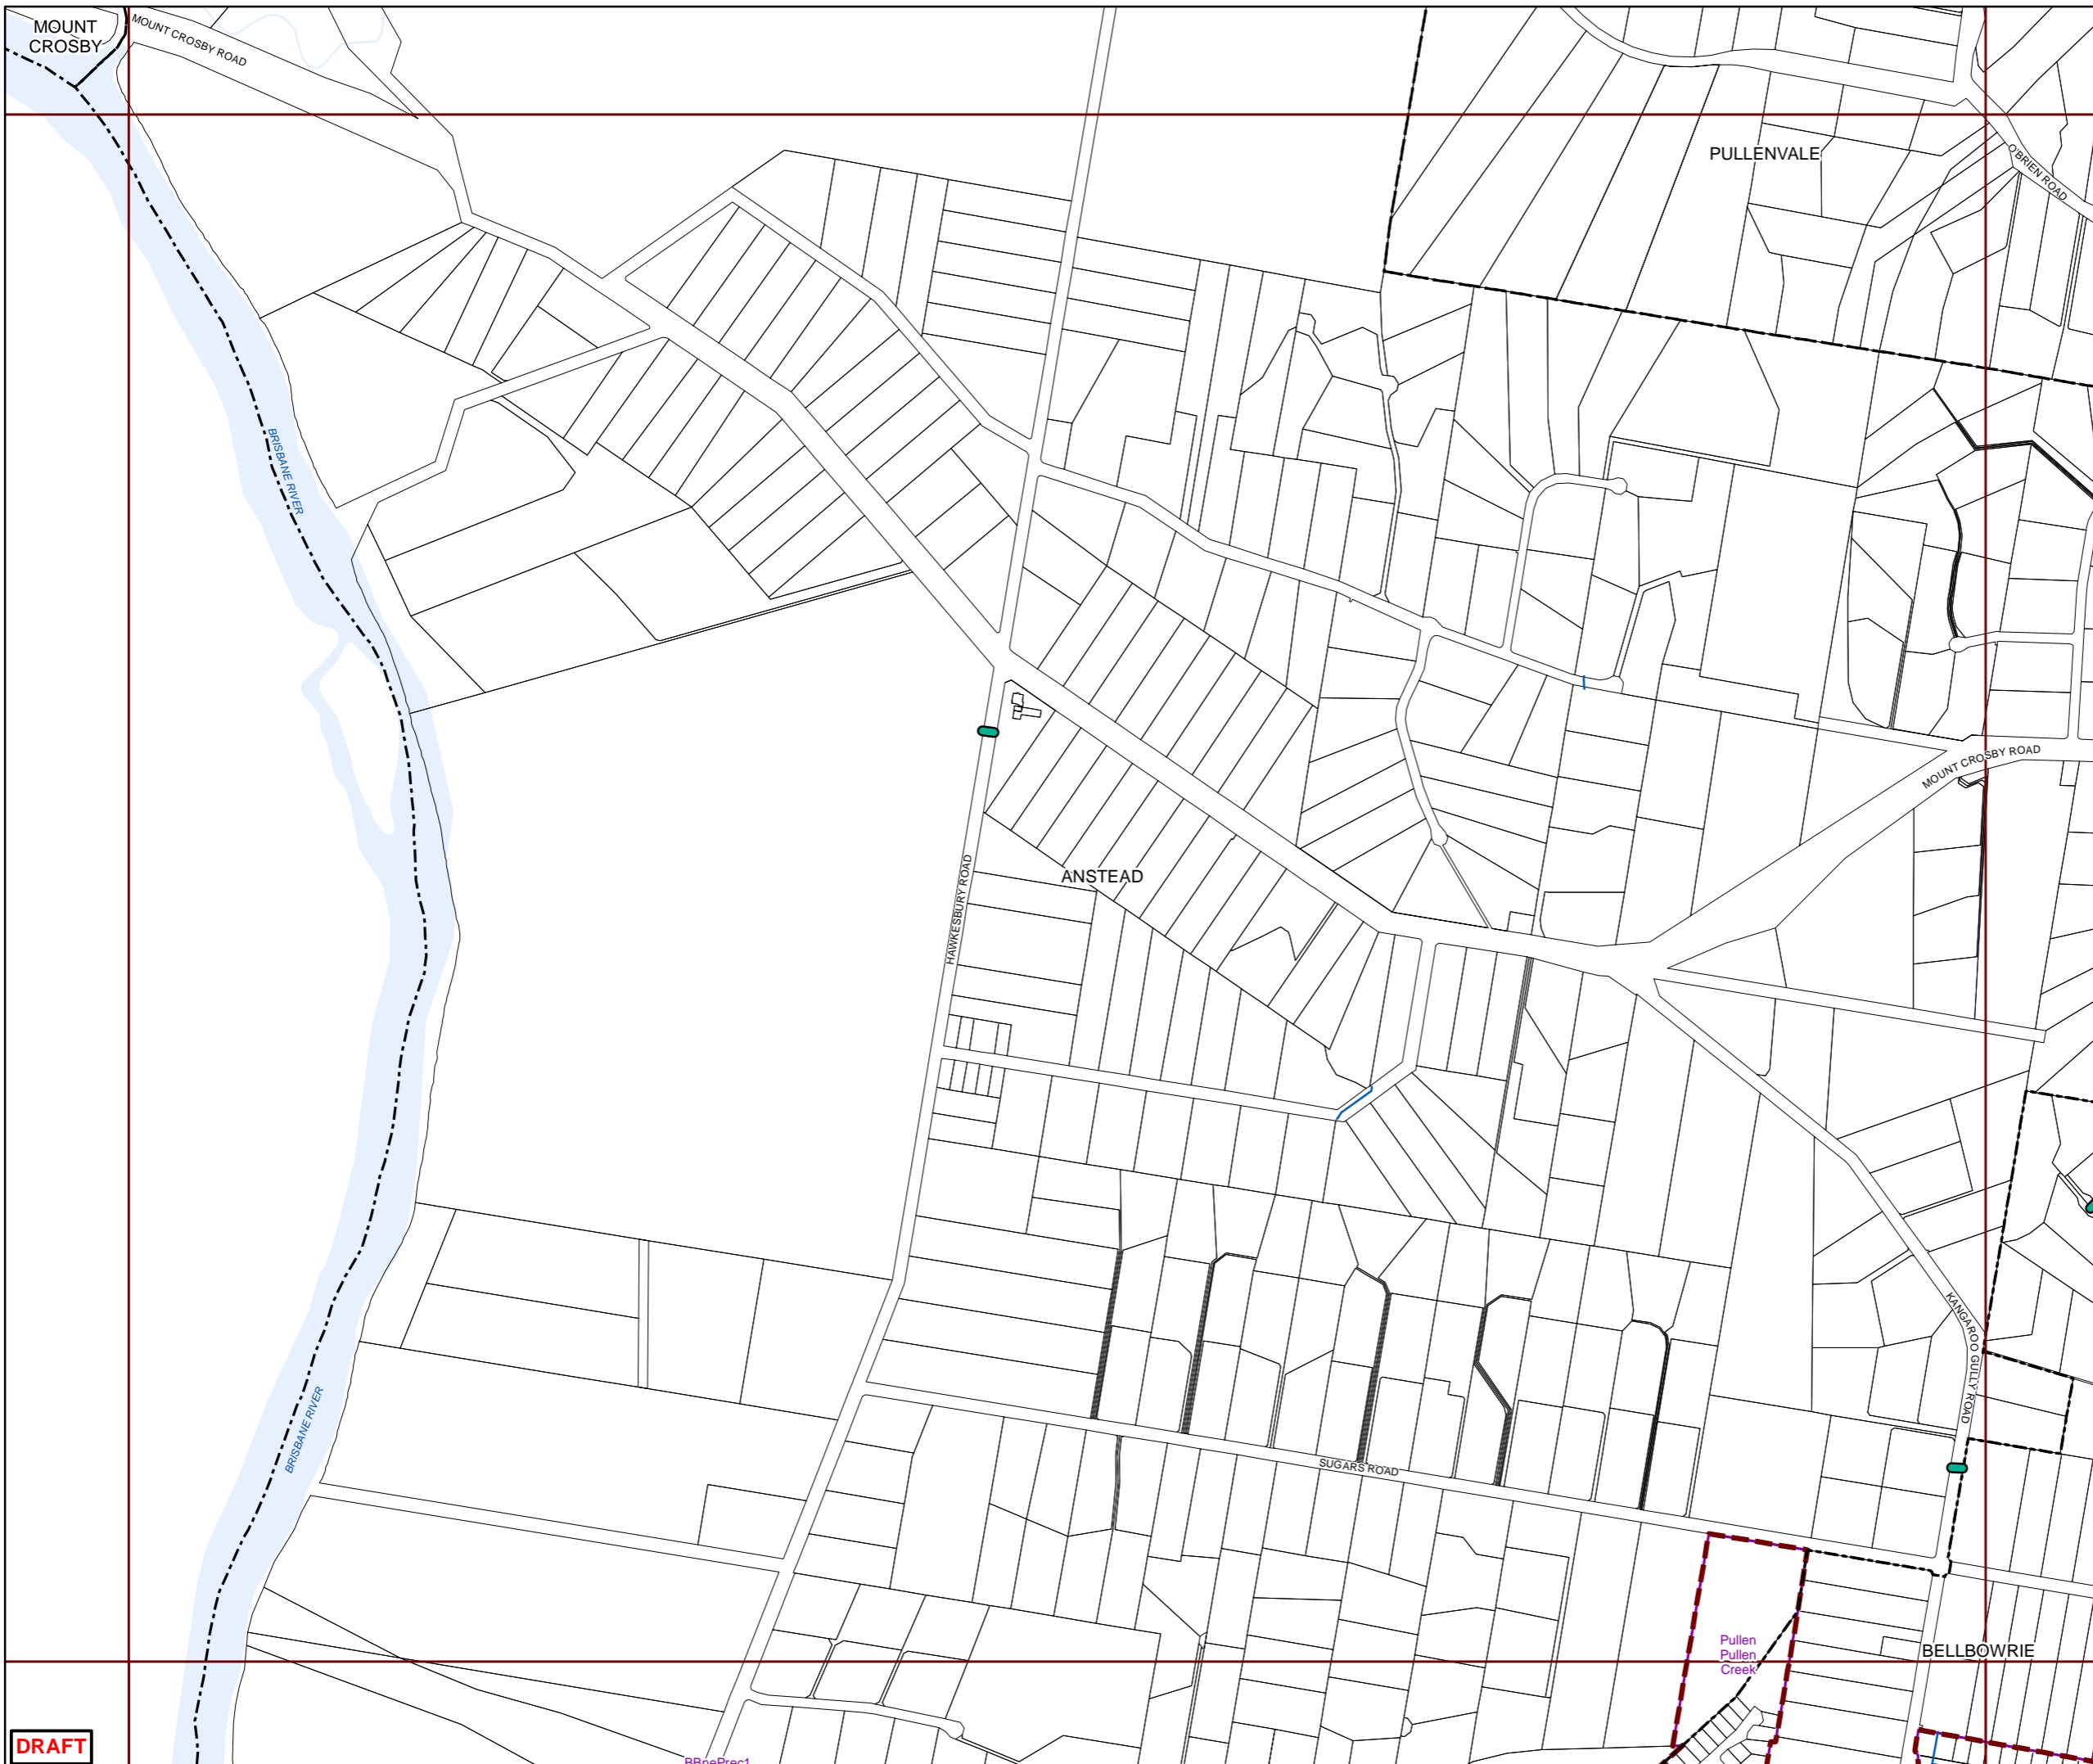 MOUNT
CROSBY
MOUNT CROSBY ROAD
PULLENVALE
O'BRIEN ROAD
BRISBANE RIVER
MOUNT CROSBY ROAD
ANSTEAD
HAWKESBURY ROAD
KANGAROO GULLY ROAD
BRISBANE RIVER
SUGARS ROAD
Pullen
Pullen
Creek
BELLBOWRIE
DRAFT
BBnePrec1